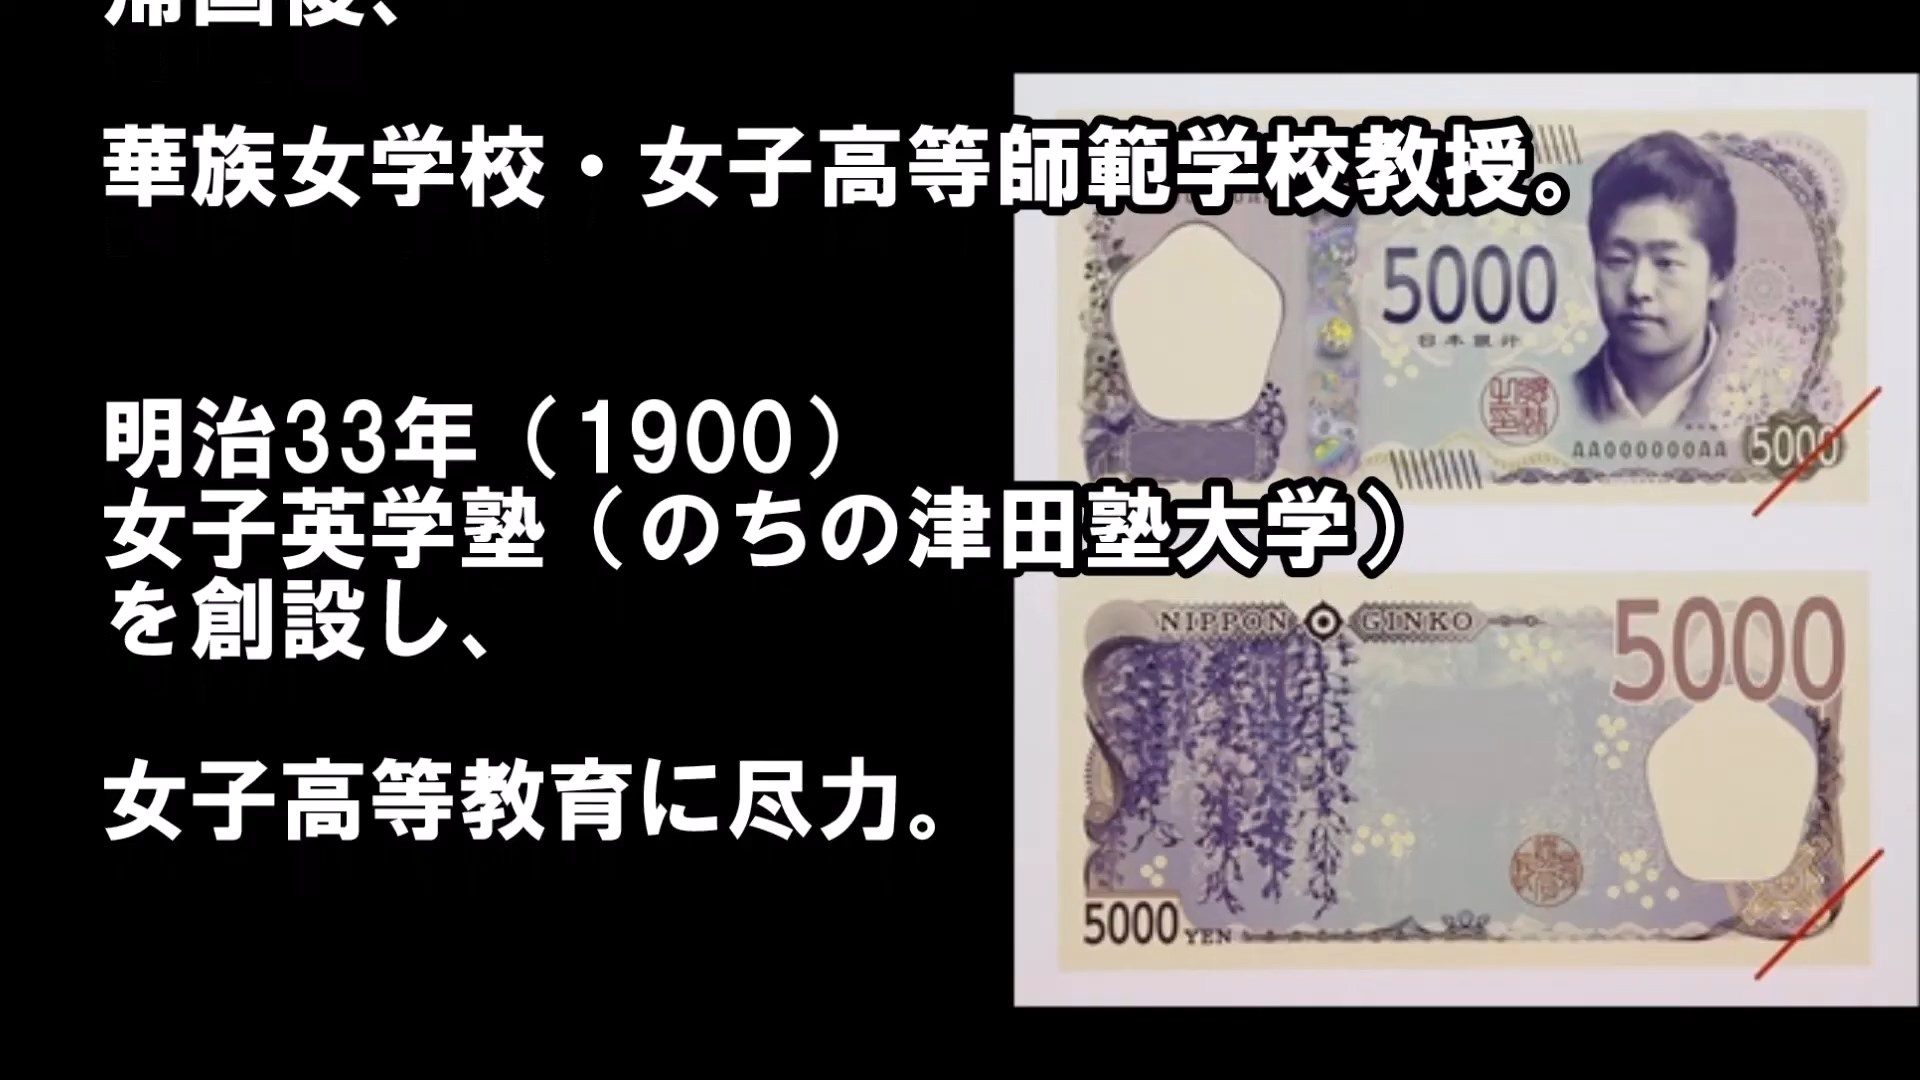 帰国後、
華族女学校・女子高等師範学校教授。
明治33年（1900）
女子英学塾（のちの津田塾大学）
を創設し、
女子高等教育に尽力。
5000
日本銀行
AA000000AA
5000
NIPPON GINKO
5000
5000 YEN